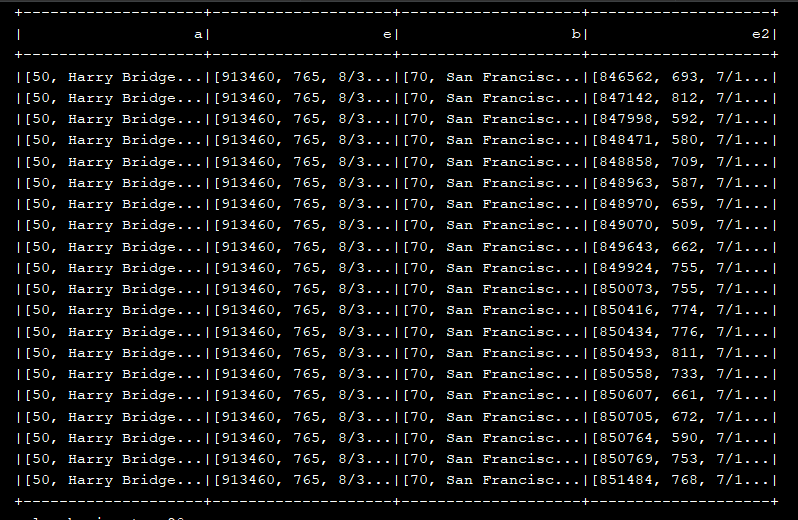 +--------------------+--------------------+--------------------+--------------------+
|                   a|                   e|                   b|                  e2|
+--------------------+--------------------+--------------------+--------------------+
|[50, Harry Bridge...|[913460, 765, 8/3...|[70, San Francisc...|[846562, 693, 7/1...|
|[50, Harry Bridge...|[913460, 765, 8/3...|[70, San Francisc...|[847142, 812, 7/1...|
|[50, Harry Bridge...|[913460, 765, 8/3...|[70, San Francisc...|[847998, 592, 7/1...|
|[50, Harry Bridge...|[913460, 765, 8/3...|[70, San Francisc...|[848471, 580, 7/1...|
|[50, Harry Bridge...|[913460, 765, 8/3...|[70, San Francisc...|[848858, 709, 7/1...|
|[50, Harry Bridge...|[913460, 765, 8/3...|[70, San Francisc...|[848963, 587, 7/1...|
|[50, Harry Bridge...|[913460, 765, 8/3...|[70, San Francisc...|[848970, 659, 7/1...|
|[50, Harry Bridge...|[913460, 765, 8/3...|[70, San Francisc...|[849070, 509, 7/1...|
|[50, Harry Bridge...|[913460, 765, 8/3...|[70, San Francisc...|[849643, 662, 7/1...|
|[50, Harry Bridge...|[913460, 765, 8/3...|[70, San Francisc...|[849924, 755, 7/1...|
|[50, Harry Bridge...|[913460, 765, 8/3...|[70, San Francisc...|[850073, 755, 7/1...|
|[50, Harry Bridge...|[913460, 765, 8/3...|[70, San Francisc...|[850416, 774, 7/1...|
|[50, Harry Bridge...|[913460, 765, 8/3...|[70, San Francisc...|[850434, 776, 7/1...|
|[50, Harry Bridge...|[913460, 765, 8/3...|[70, San Francisc...|[850493, 811, 7/1...|
|[50, Harry Bridge...|[913460, 765, 8/3...|[70, San Francisc...|[850558, 733, 7/1...|
|[50, Harry Bridge...|[913460, 765, 8/3...|[70, San Francisc...|[850607, 661, 7/1...|
|[50, Harry Bridge...|[913460, 765, 8/3...|[70, San Francisc...|[850705, 672, 7/1...|
|[50, Harry Bridge...|[913460, 765, 8/3...|[70, San Francisc...|[850764, 590, 7/1...|
|[50, Harry Bridge...|[913460, 765, 8/3...|[70, San Francisc...|[850769, 753, 7/1...|
|[50, Harry Bridge...|[913460, 765, 8/3...|[70, San Francisc...|[851484, 768, 7/1...|
+--------------------+--------------------+--------------------+--------------------+